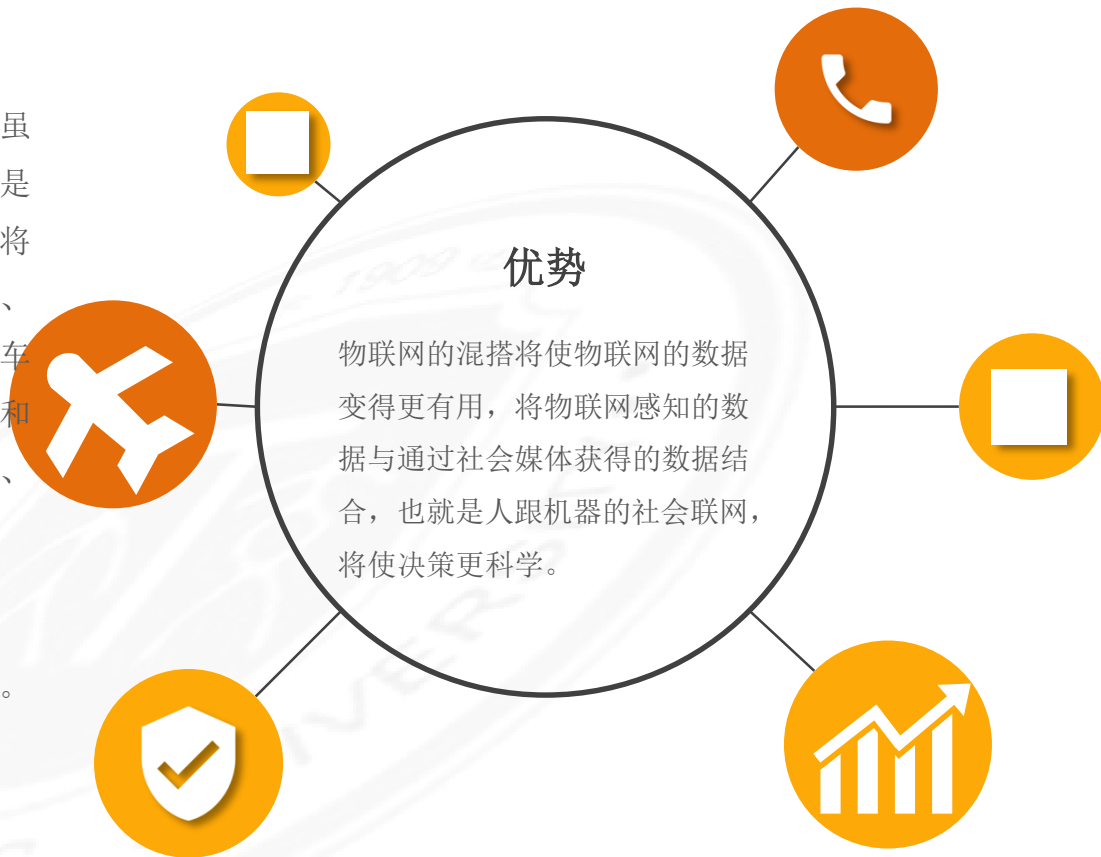 虽
是
将
、
车
和
、
。
优势
物联网的混搭将使物联网的数据
变得更有用，将物联网感知的数
据与通过社会媒体获得的数据结
合，也就是人跟机器的社会联网，
将使决策更科学。
1909
IVERSITY